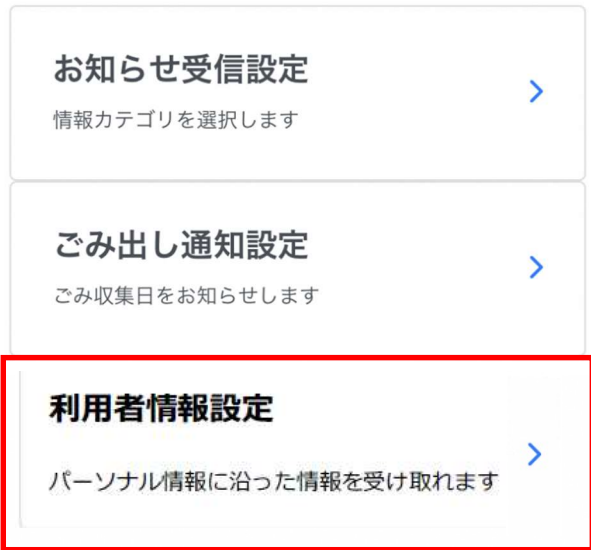 お知らせ受信設定
情報カテゴリを選択します
ごみ出し通知設定
ごみ収集日をお知らせします
利用者情報設定
パーソナル情報に沿った情報を受け取れます